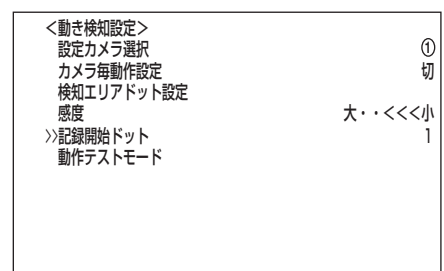 ＜動き検知設定＞
設定カメラ選択 ①
カメラ毎動作設定 切
検知エリアドット設定
感度 大・・＜＜＜小
≫記録開始ドット 1
動作テストモード